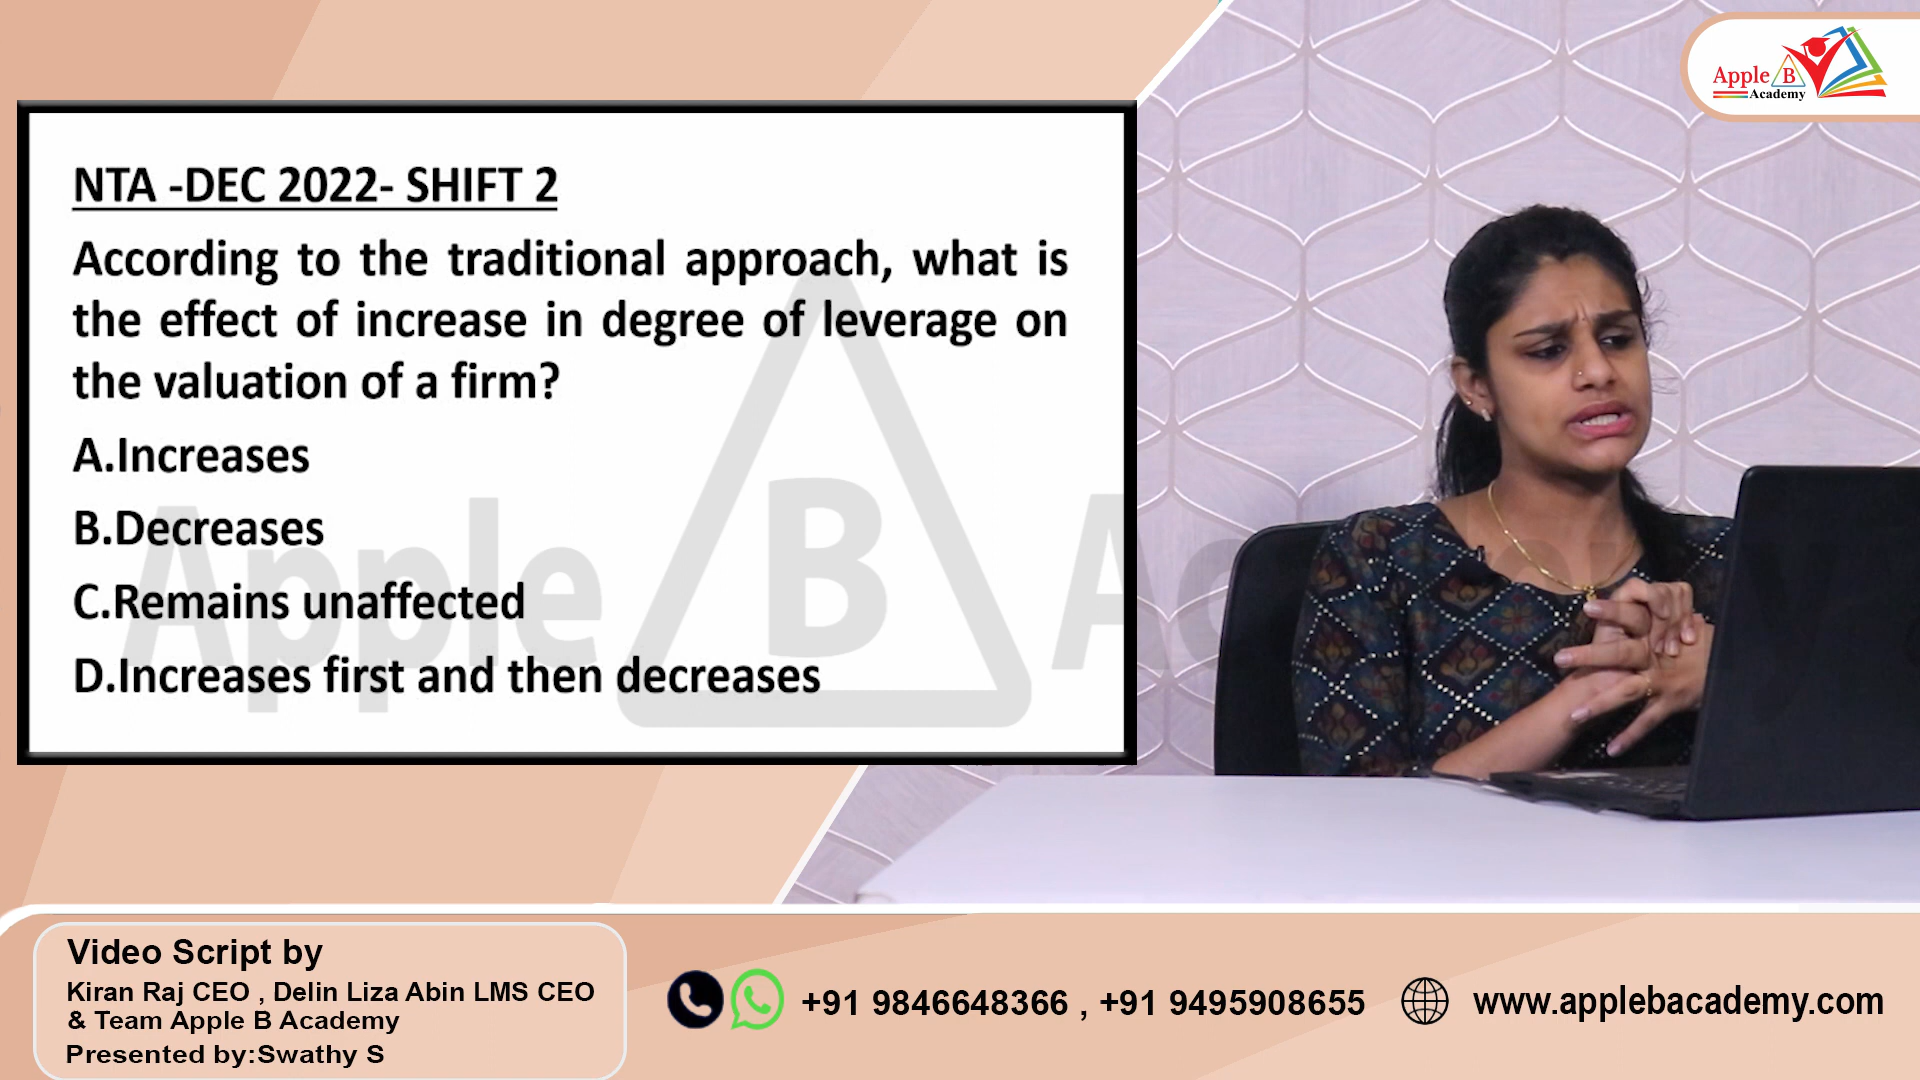 Apple B
Academy
NTA -DEC 2022- SHIFT 2
According to the traditional approach, what is
the effect of increase in degree of leverage on
the valuation of a firm?
A.Increases
B.Decreases
C.Remains unaffected
D.Increases first and then decreases
Apple B Academy
Video Script by
Kiran Raj CEO , Delin Liza Abin LMS CEO
& Team Apple B Academy
Presented by:Swathy S
+91 9846648366 , +91 9495908655
www.applebacademy.com